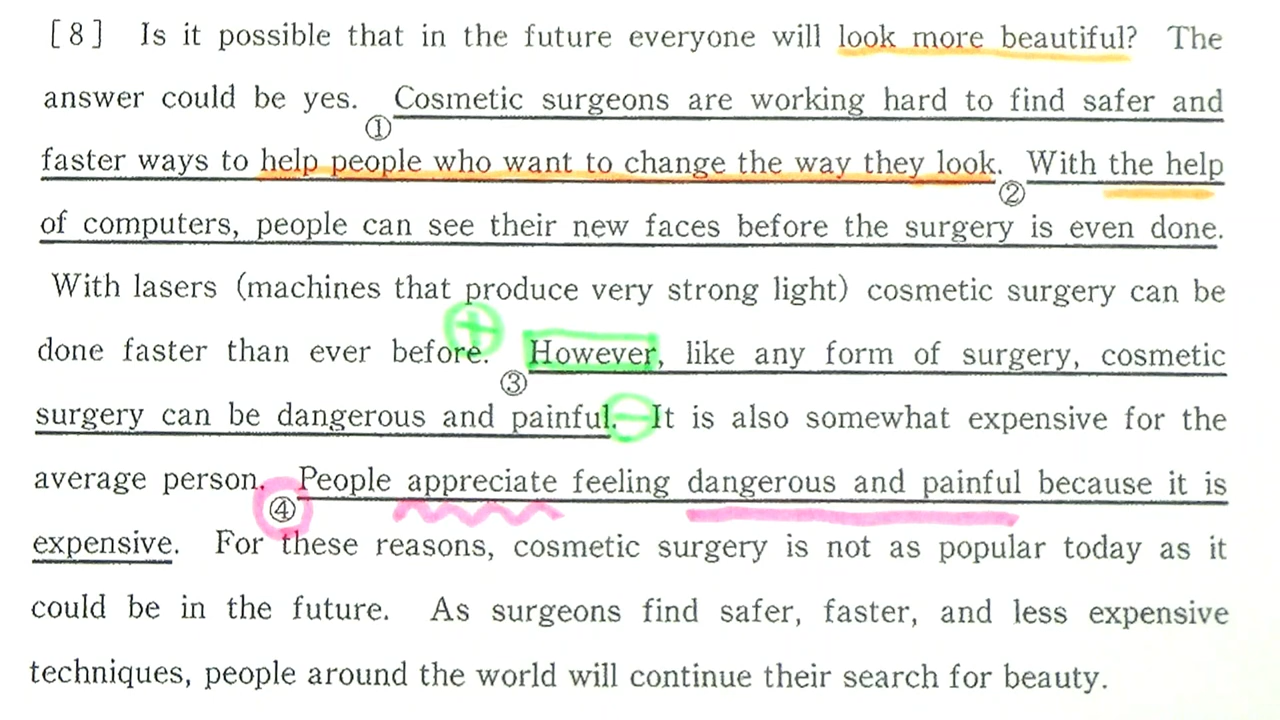 [8] Is it possible that in the future everyone will look more beautiful? The
answer could be yes. ① Cosmetic surgeons are working hard to find safer and
faster ways to help people who want to change the way they look. ② With the help
of computers, people can see their new faces before the surgery is even done.
With lasers (machines that produce very strong light) cosmetic surgery can be
done faster than ever before. ③ However, like any form of surgery, cosmetic
surgery can be dangerous and painful. It is also somewhat expensive for the
average person. ④ People appreciate feeling dangerous and painful because it is
expensive. For these reasons, cosmetic surgery is not as popular today as it
could be in the future. As surgeons find safer, faster, and less expensive
techniques, people around the world will continue their search for beauty.